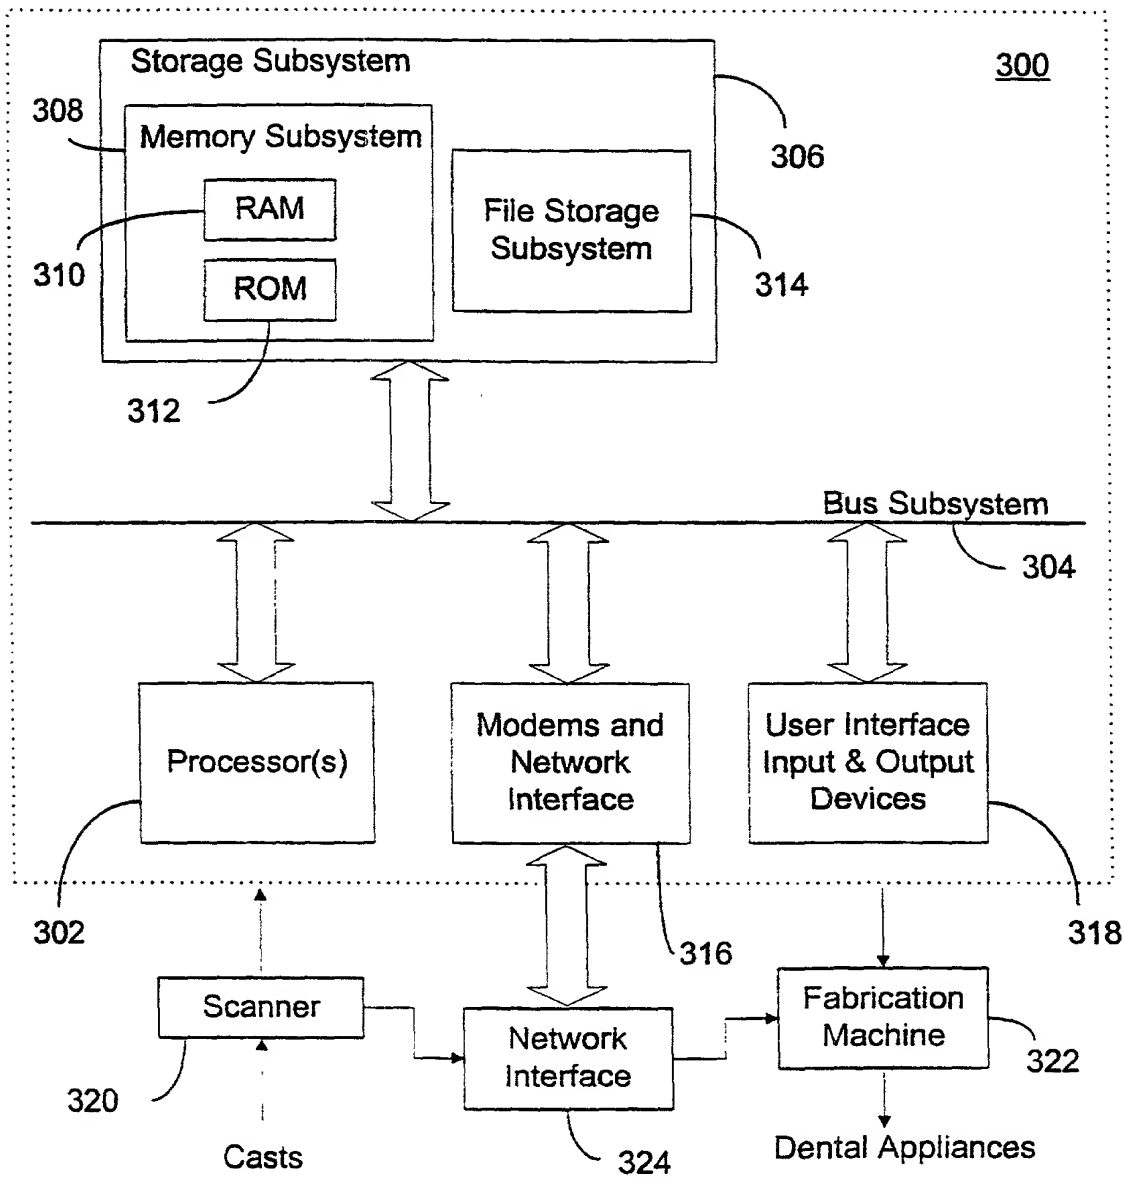 Storage Subsystem
300
308
Memory Subsystem
306
RAM
File Storage
Subsystem
310
ROM
314
312
Bus Subsystem
304
Processor(s)
Modems and
Network
Interface
User Interface
Input & Output
Devices
302
316
318
Scanner
Fabrication
Machine
Network
Interface
322
320
Casts
324
Dental Appliances